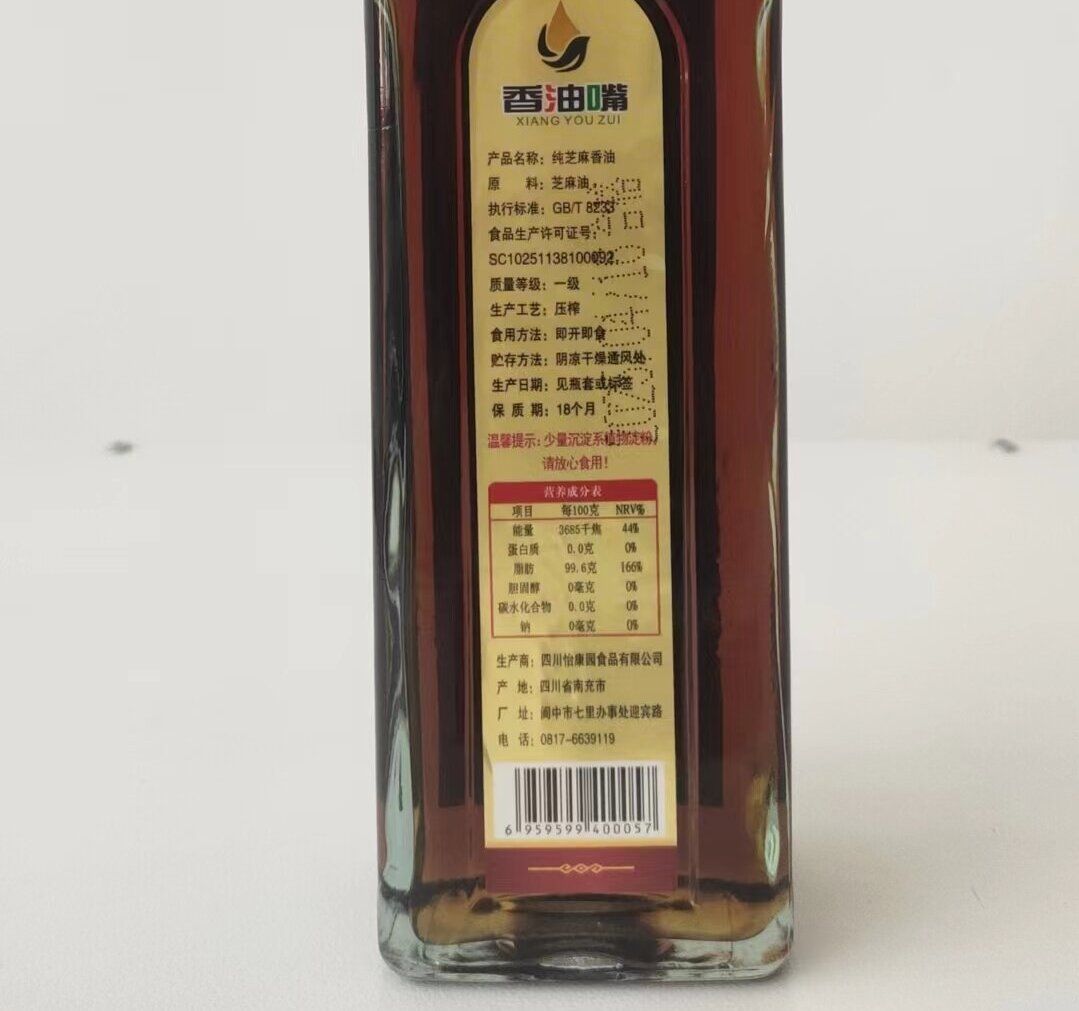 香油嘴
XIANG YOU ZUI
产品名称：纯芝麻香油
原 料：芝麻油
执行标准：GB/T 8233
食品生产许可证号：
SC10251138100092
质量等级：一级
生产工艺：压榨
食用方法：即开即食
贮存方法：阴凉干燥通风处
生产日期：见瓶套或标签
保 质 期：18个月
温馨提示：少量沉淀系植物淀粉，
请放心食用！
营养成分表
项目 每100克 NRV%
能量 3685千焦 44%
蛋白质 0.0克 0%
脂肪 99.6克 166%
胆固醇 0毫克 0%
碳水化合物 0.0克 0%
钠 0毫克 0%
生产商：四川怡康园食品有限公司
产 地：四川省南充市
厂 址：阆中市七里办事处迎宾路
电 话：0817-6639119
6 959599 400057